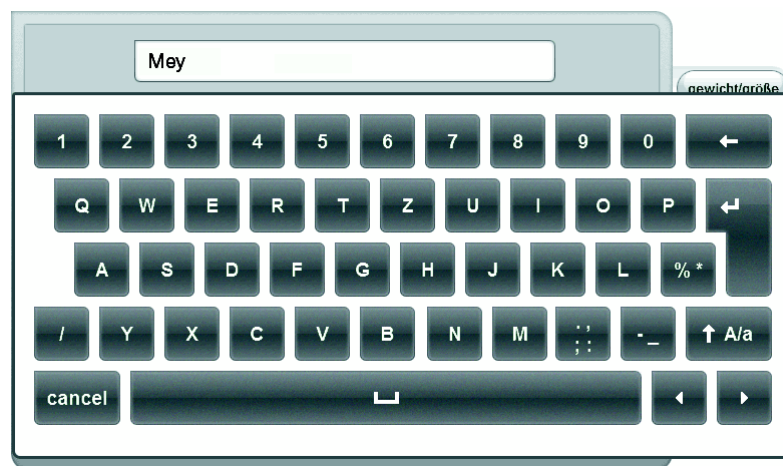 Mey
gewicht/größe
1 2 3 4 5 6 7 8 9 0 ←
Q W E R T Z U I O P ↵
A S D F G H J K L % *
/ Y X C V B N M . , ; : - _ ↑ A/a
cancel